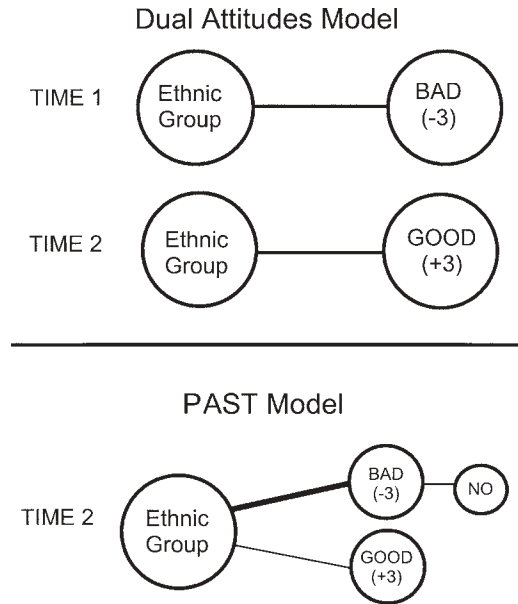 Dual Attitudes Model
TIME 1
Ethnic
Group
BAD
(-3)
TIME 2
Ethnic
Group
GOOD
(+3)
PAST Model
TIME 2
Ethnic
Group
BAD
(-3)
NO
GOOD
(+3)